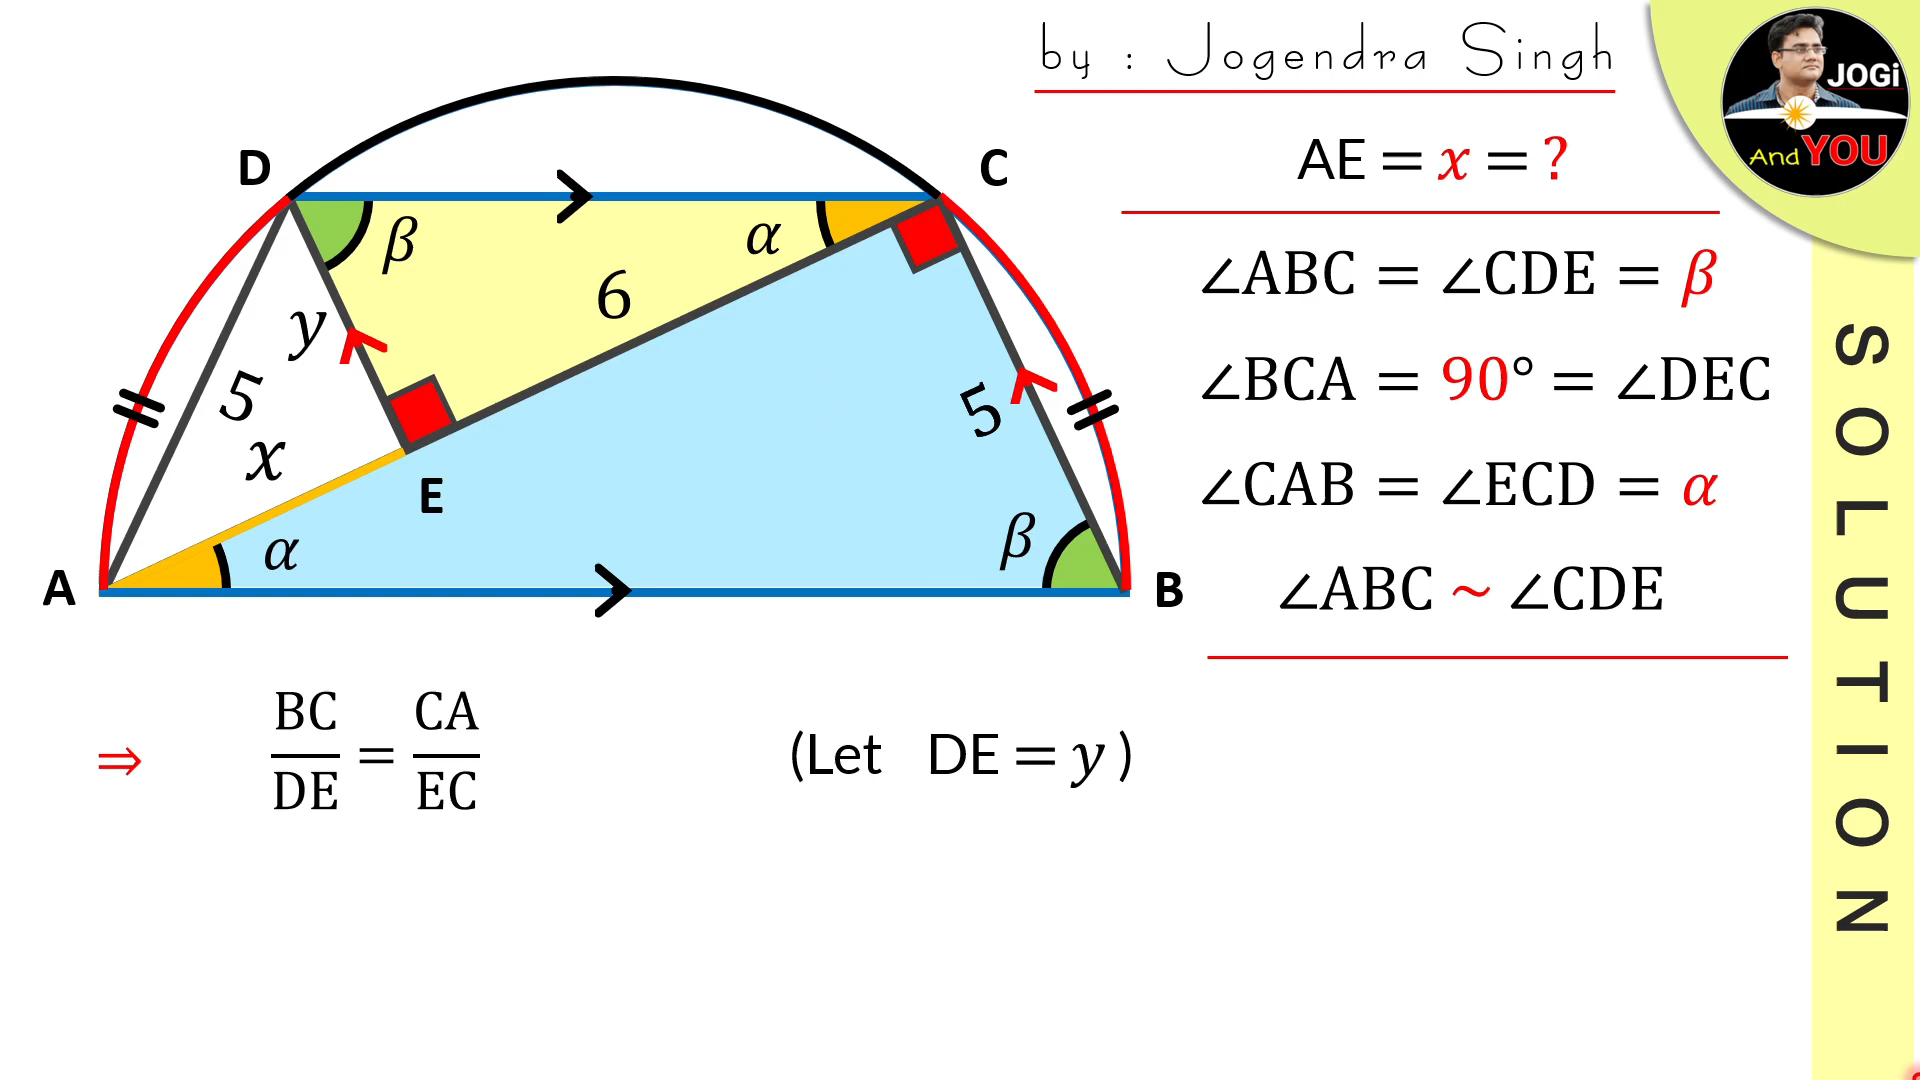 by : Jogendra Singh
JOGi
And YOU
AE = x = ?
∠ABC = ∠CDE = β
∠BCA = 90° = ∠DEC
∠CAB = ∠ECD = α
∠ABC ~ ∠CDE
D
C
β
α
6
y
5
x
5
E
α
β
A
B
⇒ BC/DE = CA/EC (Let DE = y )
SOLUTION